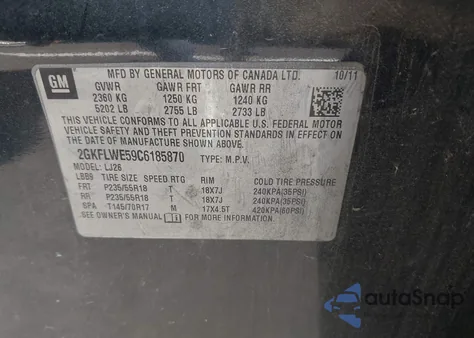 GM
MFD BY GENERAL MOTORS OF CANADA LTD. 10/11
GVWR GAWR FRT GAWR RR
2360 KG 1250 KG 1240 KG
5202 LB 2755 LB 2733 LB
THIS VEHICLE CONFORMS TO ALL APPLICABLE U.S. FEDERAL MOTOR
VEHICLE SAFETY, BUMPER, AND THEFT PREVENTION STANDARDS
IN EFFECT ON THE DATE OF MANUFACTURE SHOWN ABOVE.
2GKFLWE59C6185870 TYPE: M.P.V.
MODEL: LJ26
TIRE SIZE SPEED RTG RIM COLD TIRE PRESSURE
FRT P235/55R18 T 18X7J 240KPA(35PSI)
RR P235/55R18 T 18X7J 240KPA(35PSI)
SPA T145/70R17 M 17X4.5T 420KPA(60PSI)
SEE OWNER'S MANUAL FOR ADDITIONAL INFORMATION
autoSnap